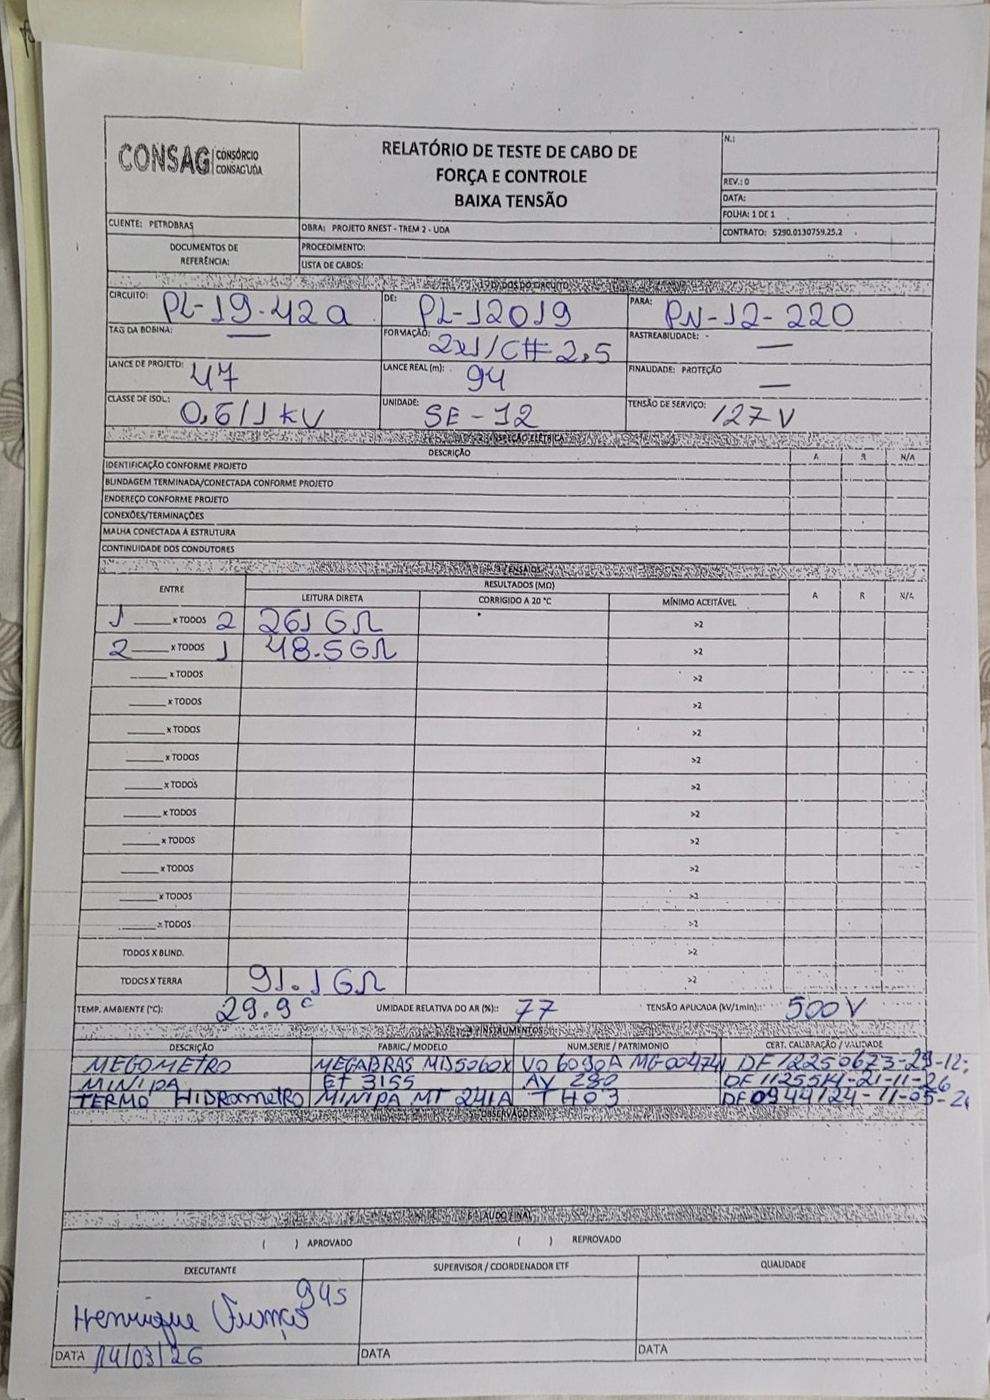 CONSAG CONSÓRCIO CONSAG UDA
RELATÓRIO DE TESTE DE CABO DE
FORÇA E CONTROLE
BAIXA TENSÃO
N.:
REV.: 0
DATA:
FOLHA: 1 DE 1
CLIENTE: PETROBRAS
OBRA: PROJETO RNEST - TREM 2 - UDA
CONTRATO: 5290.0130759.25.2
DOCUMENTOS DE REFERÊNCIA:
PROCEDIMENTO:
LISTA DE CABOS:
DADOS DO CIRCUITO
CIRCUITO: PL-19-42a DE: PL-12019 PARA: PN-12-220
TAG DA BOBINA: — FORMAÇÃO: 2x1/C#2,5 RASTREABILIDADE: —
LANCE DE PROJETO: 47 LANCE REAL (m): 94 FINALIDADE: PROTEÇÃO —
CLASSE DE ISOL.: 0,6/1 kV UNIDADE: SE-12 TENSÃO DE SERVIÇO: 127V
INSPEÇÃO ELÉTRICA
DESCRIÇÃO A R N/A
IDENTIFICAÇÃO CONFORME PROJETO
BLINDAGEM TERMINADA/CONECTADA CONFORME PROJETO
ENDEREÇO CONFORME PROJETO
CONEXÕES/TERMINAÇÕES
MALHA CONECTADA À ESTRUTURA
CONTINUIDADE DOS CONDUTORES
ENSAIOS
ENTRE RESULTADOS (MΩ) A R N/A
LEITURA DIRETA CORRIGIDO A 20 °C MÍNIMO ACEITÁVEL
1 x TODOS 2 261 GΩ >2
2 x TODOS 1 48.5 GΩ >2
x TODOS >2
x TODOS >2
x TODOS >2
x TODOS >2
x TODOS >2
x TODOS >2
x TODOS >2
x TODOS >2
x TODOS >2
x TODOS >2
TODOS X BLIND. >2
TODOS X TERRA 91.1 GΩ >2
TEMP. AMBIENTE (°C): 29.9° UMIDADE RELATIVA DO AR (%): 77 TENSÃO APLICADA (kV/1min): 500V
INSTRUMENTOS
DESCRIÇÃO FABRIC./ MODELO NUM.SERIE / PATRIMONIO CERT. CALIBRAÇÃO / VALIDADE
MEGOMETRO MEGABRAS MD5060X
MINIPA ET 3155 AY 280
TERMO HIDROMETRO MINIPA MT 241A TH03
OBSERVAÇÕES
LAUDO FINAL
( ) APROVADO ( ) REPROVADO
EXECUTANTE SUPERVISOR / COORDENADOR ETF QUALIDADE
945
Henrique
DATA 14/03/26 DATA DATA